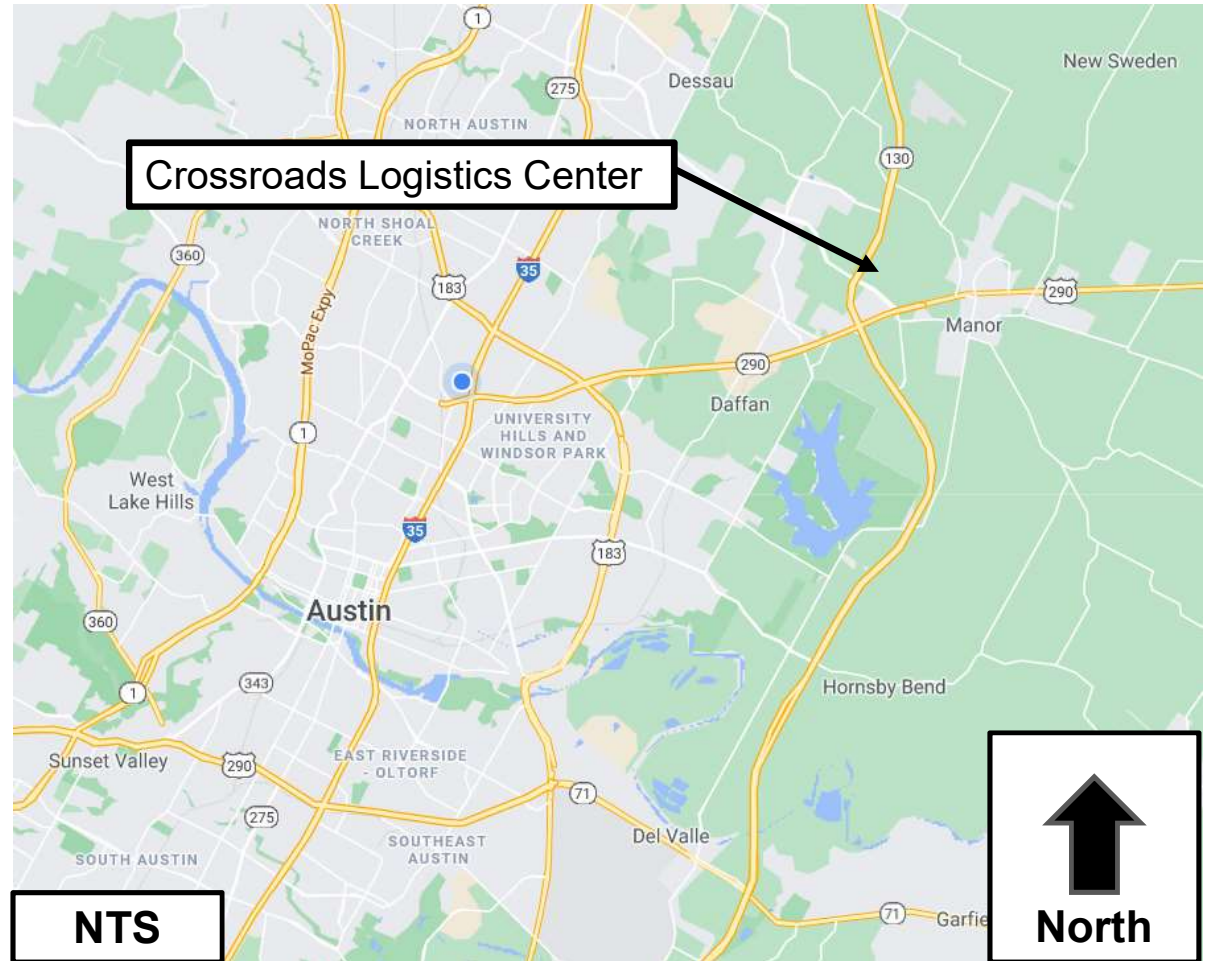 1
New Sweden
275
Dessau
NORTH AUSTIN
130
Crossroads Logistics Center
NORTH SHOAL
CREEK
360
35
183
290
MoPac Expy
Manor
290
Daffan
UNIVERSITY
HILLS AND
WINDSOR PARK
1
West
Lake Hills
35
183
Austin
360
343
1
Hornsby Bend
Sunset Valley
290
EAST RIVERSIDE
- OLTORF
71
275
Del Valle
SOUTHEAST
AUSTIN
SOUTH AUSTIN
71
Garfie
NTS
North